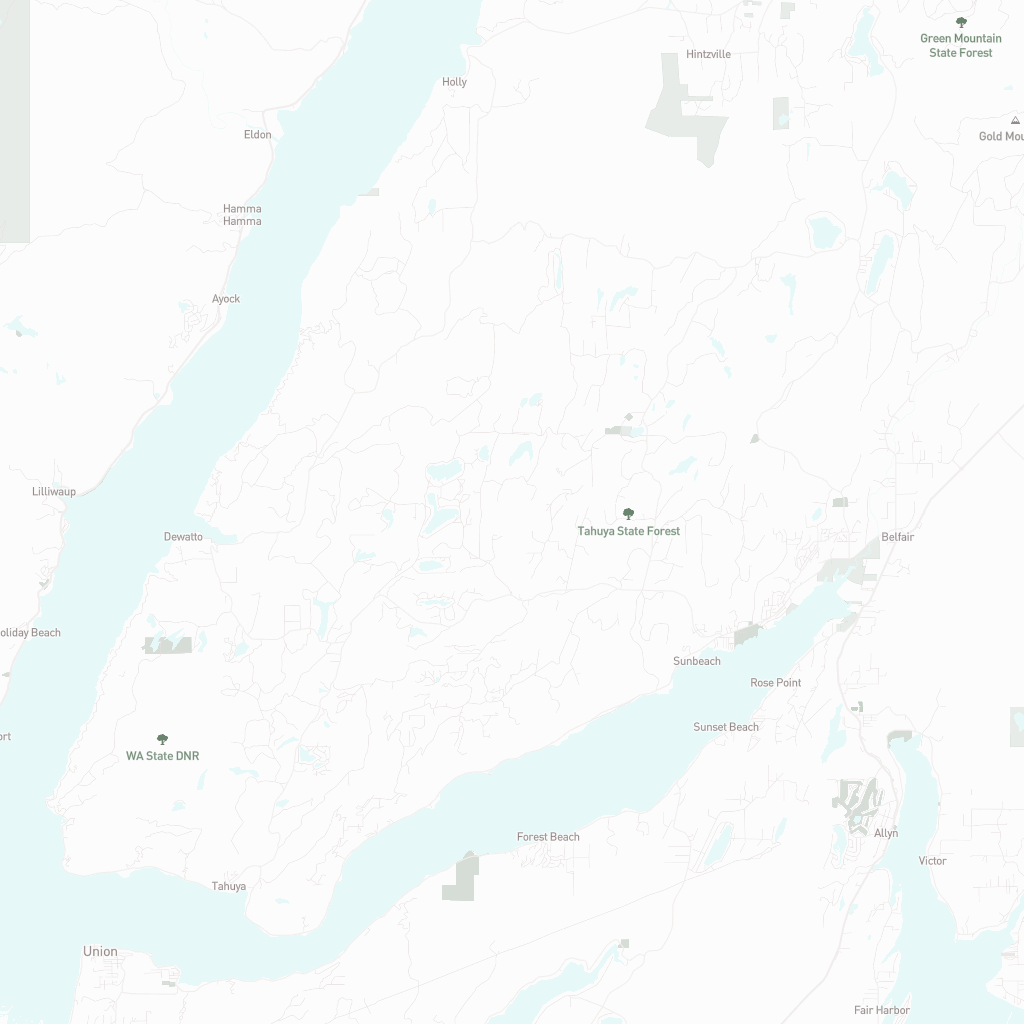 Green Mountain
State Forest
Hintzville
Holly
Eldon
Gold Mou
Hamma
Hamma
Ayock
Lilliwaup
Tahuya State Forest
Dewatto
Belfair
oliday Beach
Sunbeach
Rose Point
Sunset Beach
ort
WA State DNR
Forest Beach
Allyn
Victor
Tahuya
Union
Fair Harbor